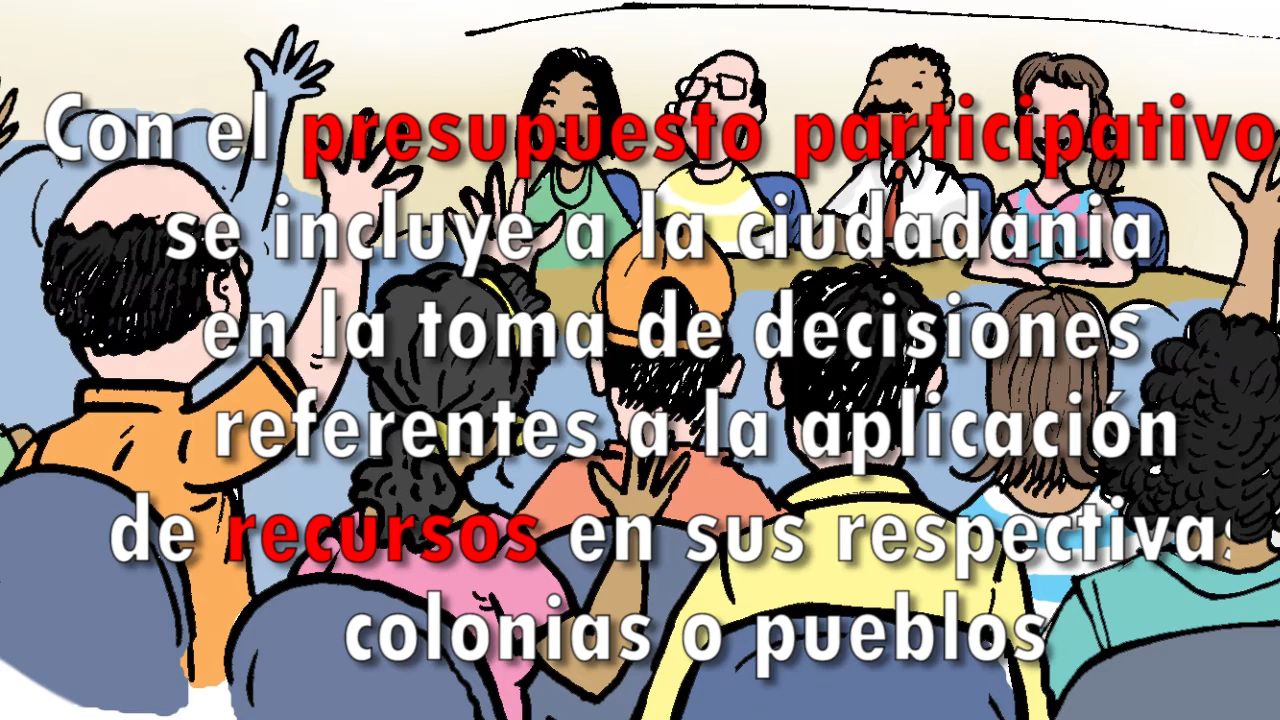 Con el presupuesto participativo
se incluye a la ciudadania
en la toma de decisiones
referentes a la aplicación
de recursos en sus respectivas
colonias o pueblos